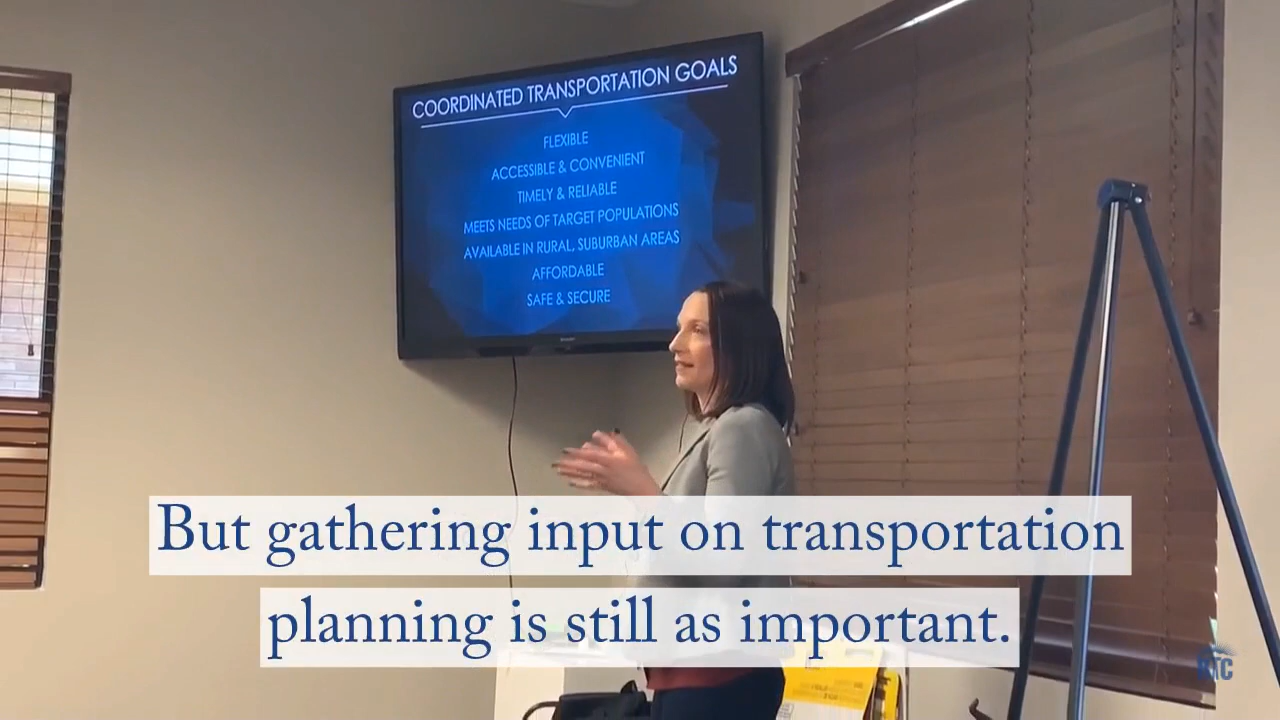 COORDINATED TRANSPORTATION GOALS
FLEXIBLE
ACCESSIBLE & CONVENIENT
TIMELY & RELIABLE
MEETS NEEDS OF TARGET POPULATIONS
AVAILABLE IN RURAL, SUBURBAN AREAS
AFFORDABLE
SAFE & SECURE
But gathering input on transportation
planning is still as important.